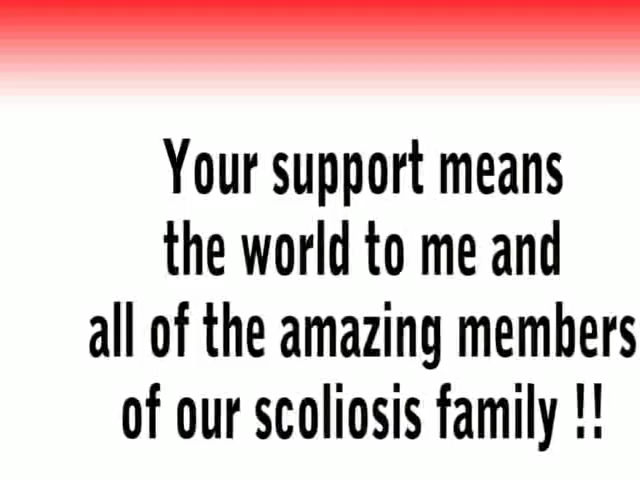 Your support means
the world to me and
all of the amazing members
of our scoliosis family !!